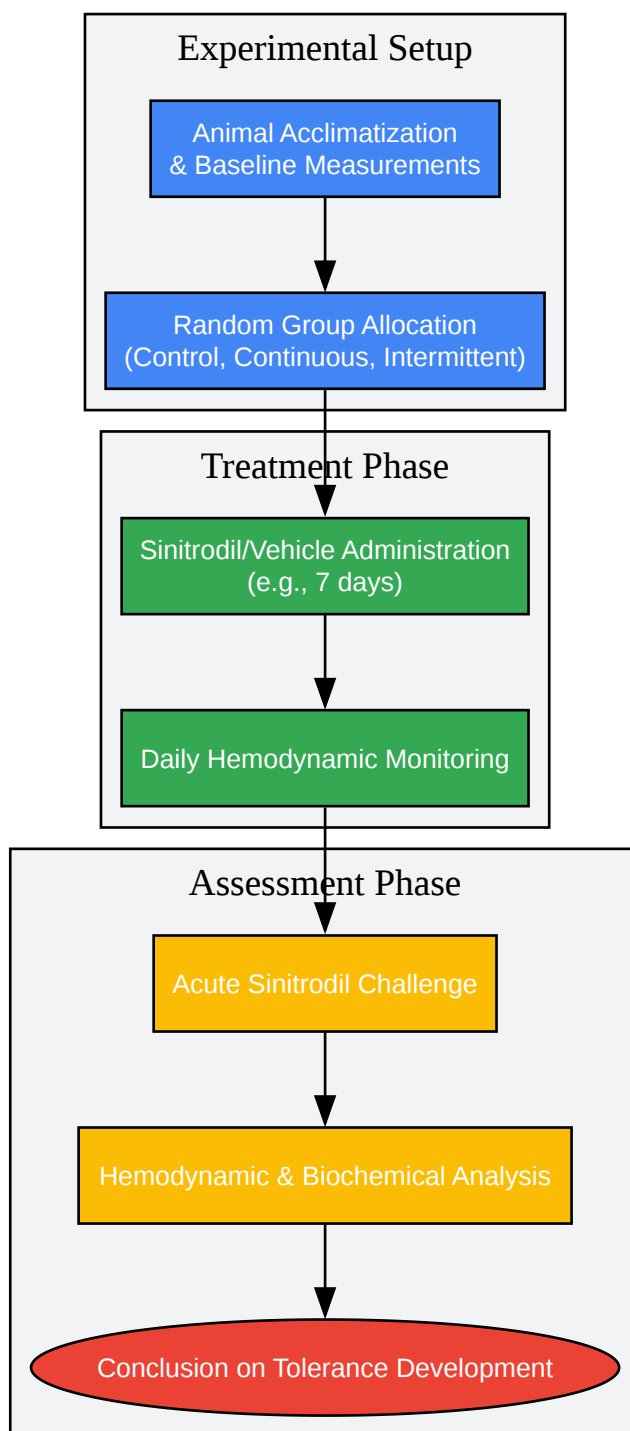 Experimental Setup
Animal Acclimatization
& Baseline Measurements
Random Group Allocation
(Control, Continuous, Intermittent)
Treatment Phase
Sinitrodil/Vehicle Administration
(e.g., 7 days)
Daily Hemodynamic Monitoring
Assessment Phase
Acute Sinitrodil Challenge
Hemodynamic & Biochemical Analysis
Conclusion on Tolerance Development